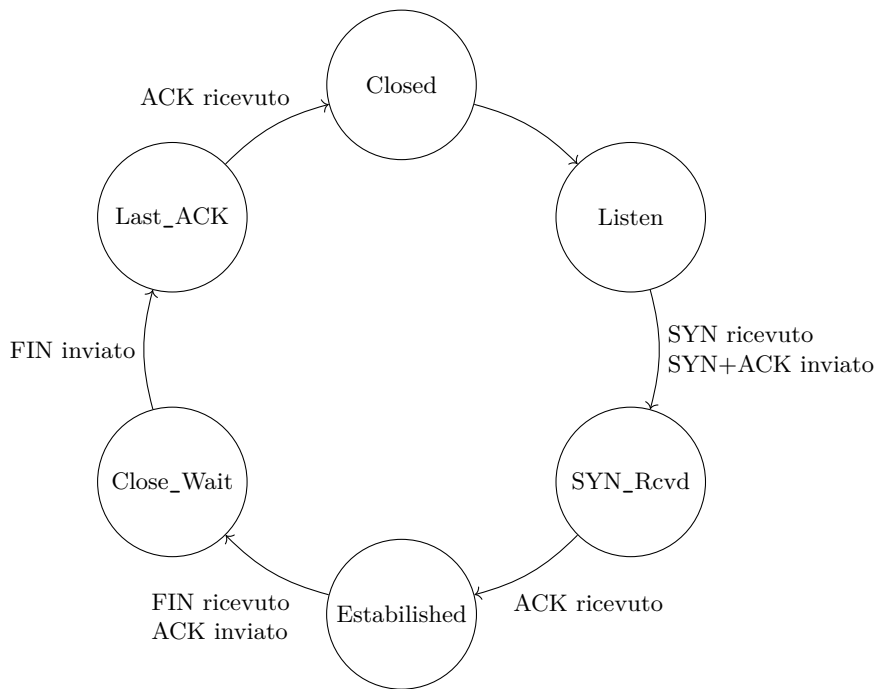 Closed
ACK ricevuto
Last_ACK
Listen
SYN ricevuto
SYN+ACK inviato
FIN inviato
Close_Wait
SYN_Rcvd
FIN ricevuto
ACK inviato
Estabilished
ACK ricevuto